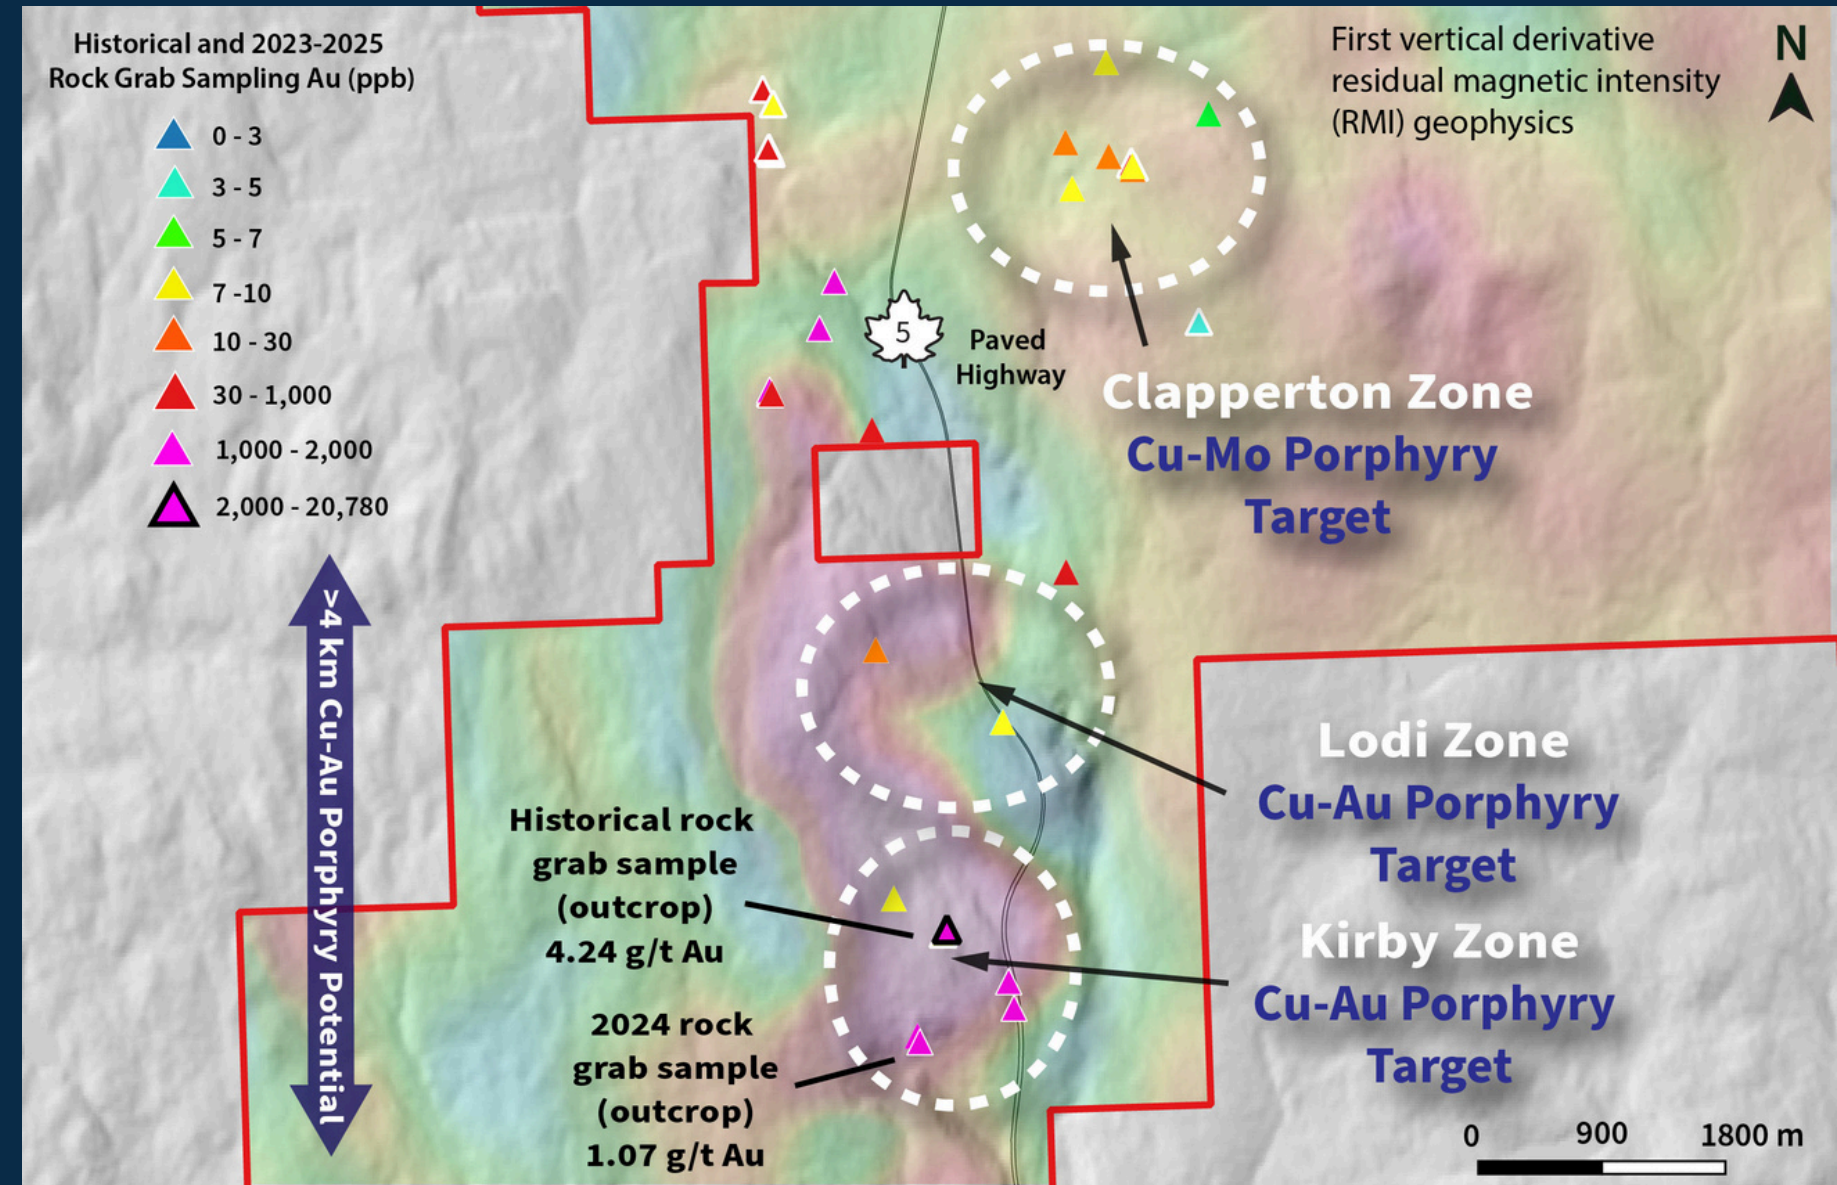 Historical and 2023-2025
Rock Grab Sampling Au (ppb)
0 - 3
3 - 5
5 - 7
7 -10
10 - 30
30 - 1,000
1,000 - 2,000
2,000 - 20,780
>4 km Cu-Au Porphyry Potential
First vertical derivative
residual magnetic intensity
(RMI) geophysics
N
5
Paved
Highway
Clapperton Zone
Cu-Mo Porphyry
Target
Lodi Zone
Cu-Au Porphyry
Target
Historical rock
grab sample
(outcrop)
4.24 g/t Au
Kirby Zone
Cu-Au Porphyry
Target
2024 rock
grab sample
(outcrop)
1.07 g/t Au
0 900 1800 m